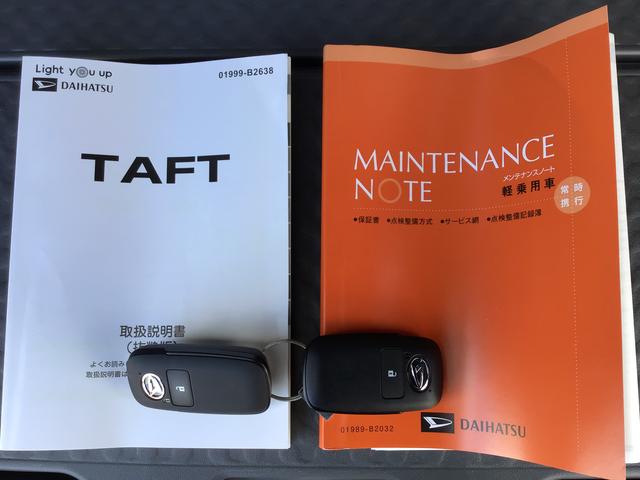 Light you up
DAIHATSU
01999-B2638
TAFT
取扱説明書
よくお読み
取扱説明書は
MAINTENANCE
NOTE
メンテナンスノート
軽乗用車
常時
携行
●保証書 ●点検整備方式 ●サービス網 ●点検整備記録簿
01989-B2032
DAIHATSU